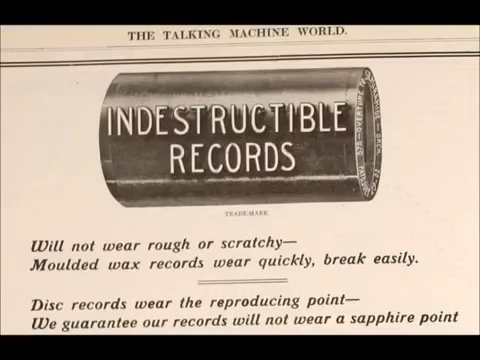 THE TALKING MACHINE WORLD.
INDESTRUCTIBLE
RECORDS
TRADE-MARK.
Will not wear rough or scratchy—
Moulded wax records wear quickly, break easily.
Disc records wear the reproducing point—
We guarantee our records will not wear a sapphire point